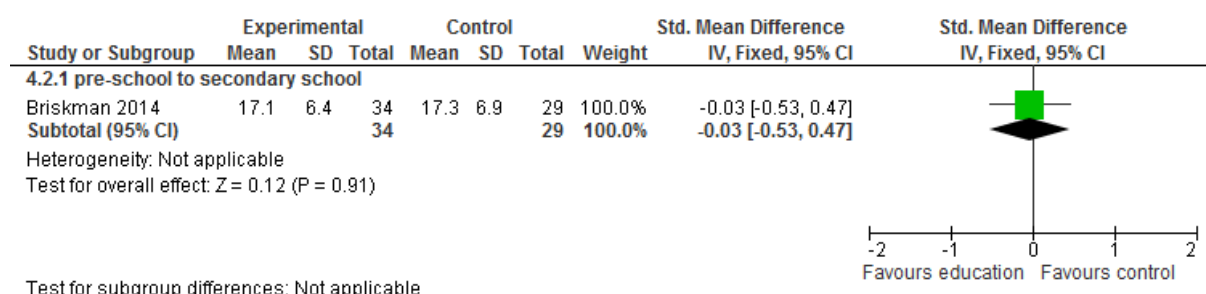 Experimental Control Std. Mean Difference Std. Mean Difference
Study or Subgroup Mean SD Total Mean SD Total Weight IV, Fixed, 95% CI IV, Fixed, 95% CI
4.2.1 pre-school to secondary school
Briskman 2014 17.1 6.4 34 17.3 6.9 29 100.0% -0.03 [-0.53, 0.47]
Subtotal (95% CI) 34 29 100.0% -0.03 [-0.53, 0.47]
Heterogeneity: Not applicable
Test for overall effect: Z = 0.12 (P = 0.91)
-2 -1 0 1 2
Favours education Favours control
Test for subgroup differences: Not applicable